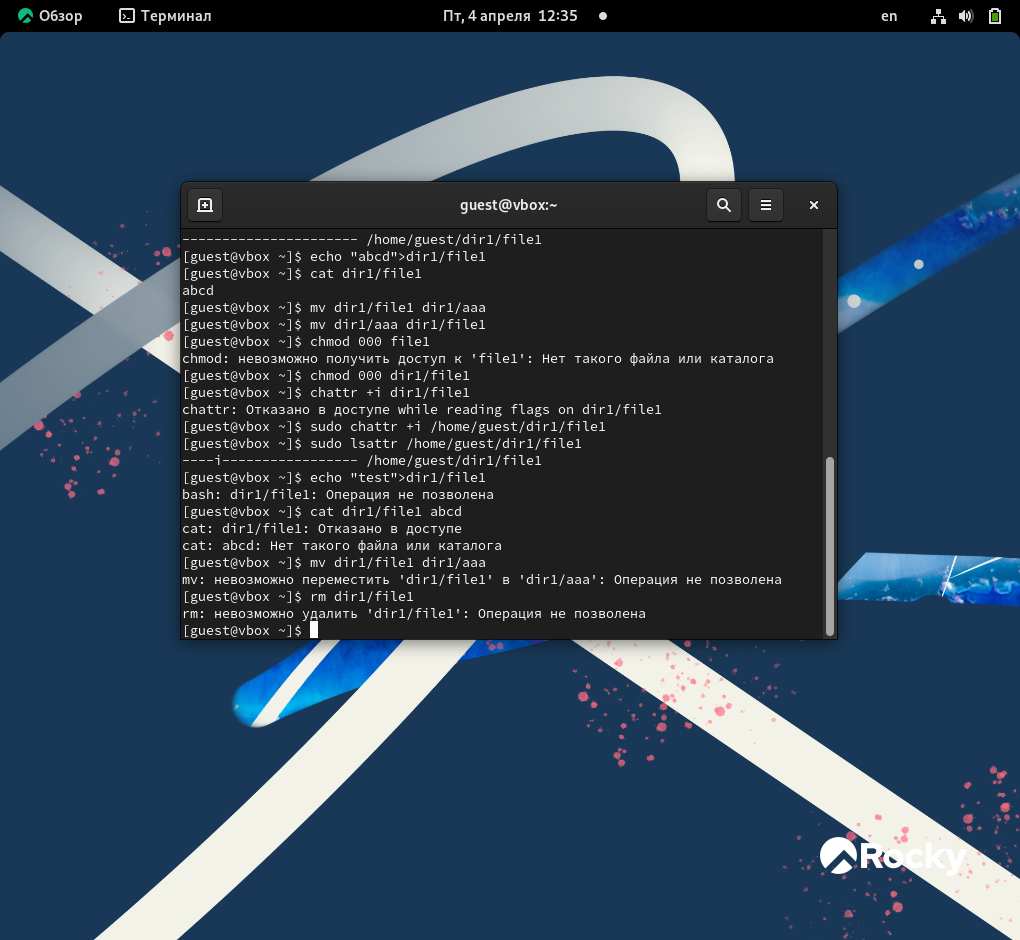 Обзор Терминал Пт, 4 апреля 12:35 en
guest@vbox:~
---------------------- /home/guest/dir1/file1
[guest@vbox ~]$ echo "abcd">dir1/file1
[guest@vbox ~]$ cat dir1/file1
abcd
[guest@vbox ~]$ mv dir1/file1 dir1/aaa
[guest@vbox ~]$ mv dir1/aaa dir1/file1
[guest@vbox ~]$ chmod 000 file1
chmod: невозможно получить доступ к 'file1': Нет такого файла или каталога
[guest@vbox ~]$ chmod 000 dir1/file1
[guest@vbox ~]$ chattr +i dir1/file1
chattr: Отказано в доступе while reading flags on dir1/file1
[guest@vbox ~]$ sudo chattr +i /home/guest/dir1/file1
[guest@vbox ~]$ sudo lsattr /home/guest/dir1/file1
----i----------------- /home/guest/dir1/file1
[guest@vbox ~]$ echo "test">dir1/file1
bash: dir1/file1: Операция не позволена
[guest@vbox ~]$ cat dir1/file1 abcd
cat: dir1/file1: Отказано в доступе
cat: abcd: Нет такого файла или каталога
[guest@vbox ~]$ mv dir1/file1 dir1/aaa
mv: невозможно переместить 'dir1/file1' в 'dir1/aaa': Операция не позволена
[guest@vbox ~]$ rm dir1/file1
rm: невозможно удалить 'dir1/file1': Операция не позволена
[guest@vbox ~]$
Rocky